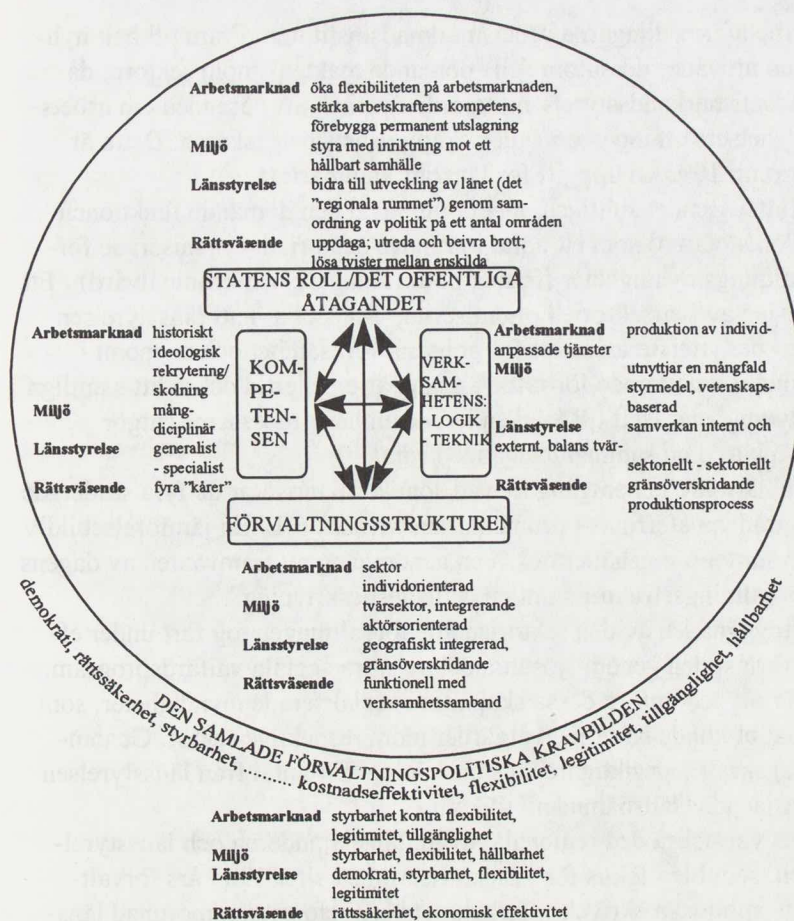 Arbetsmarknad öka flexibiliteten på arbetsmarknaden,
stärka arbetskraftens kompetens,
förebygga permanent utslagning
Miljö styra med inriktning mot ett
hållbart samhälle
Länsstyrelse bidra till utveckling av länet (det
"regionala rummet") genom sam-
ordning av politik på ett antal områden
Rättsväsende uppdaga; utreda och beivra brott;
lösa tvister mellan enskilda
STATENS ROLL/DET OFFENTLIGA
ÅTAGANDET
Arbetsmarknad historiskt
ideologisk
rekrytering/
skolning
Miljö mång-
disciplinär
Länsstyrelse generalist
- specialist
Rättsväsende fyra "kårer"
KOM-
PE-
TEN-
SEN
VERK-
SAM-
HETENS:
- LOGIK
- TEKNIK
Arbetsmarknad produktion av individ-
anpassade tjänster
Miljö utnyttjar en mångfald
styrmedel, vetenskaps-
baserad
Länsstyrelse samverkan internt och
externt, balans tvär-
sektoriellt - sektoriellt
Rättsväsende gränsöverskridande
produktionsprocess
FÖRVALTNINGSSTRUKTUREN
Arbetsmarknad sektor
individorienterad
Miljö tvärsektor, integrerande
aktörsorienterad
Länsstyrelse geografiskt integrerad,
gränsöverskridande
Rättsväsende funktionell med
verksamhetssamband
DEN SAMLADE FÖRVALTNINGSPOLITISKA KRAVBILDEN
demokrati, rättssäkerhet, styrbarhet, ........ kostnadseffektivitet, flexibilitet, legitimitet, tillgänglighet, hållbarhet
Arbetsmarknad styrbarhet kontra flexibilitet,
legitimitet, tillgänglighet
Miljö styrbarhet, flexibilitet, hållbarhet
Länsstyrelse demokrati, styrbarhet, flexibilitet,
legitimitet
Rättsväsende rättssäkerhet, ekonomisk effektivitet